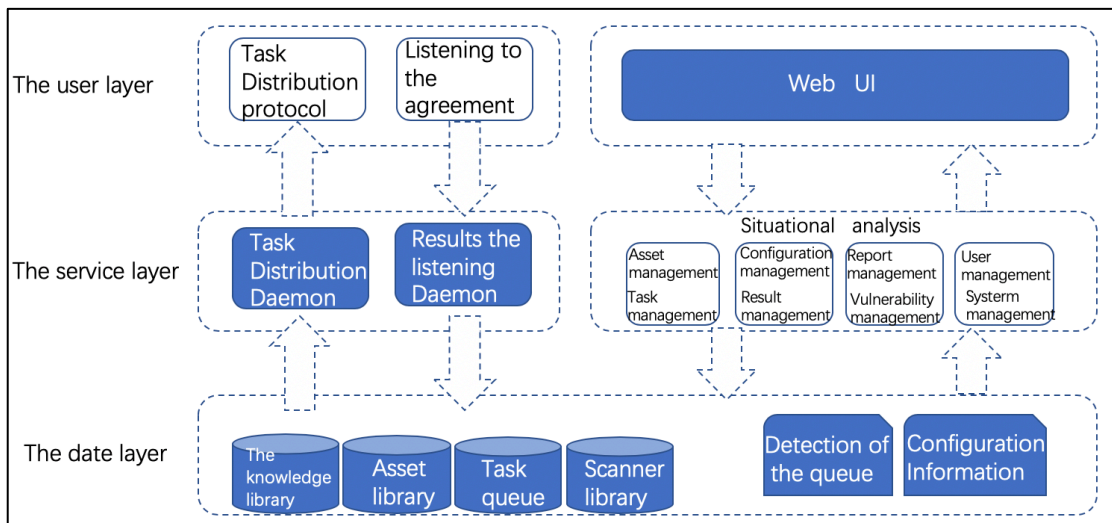 The user layer
Task
Distribution
protocol
Listening to
the
agreement
Web UI
The service layer
Task
Distribution
Daemon
Results the
listening
Daemon
Situational analysis
Asset
management
Task
management
Configuration
management
Result
management
Report
management
Vulnerability
management
User
management
Systerm
management
The date layer
The
knowledge
library
Asset
library
Task
queue
Scanner
library
Detection of
the queue
Configuration
Information